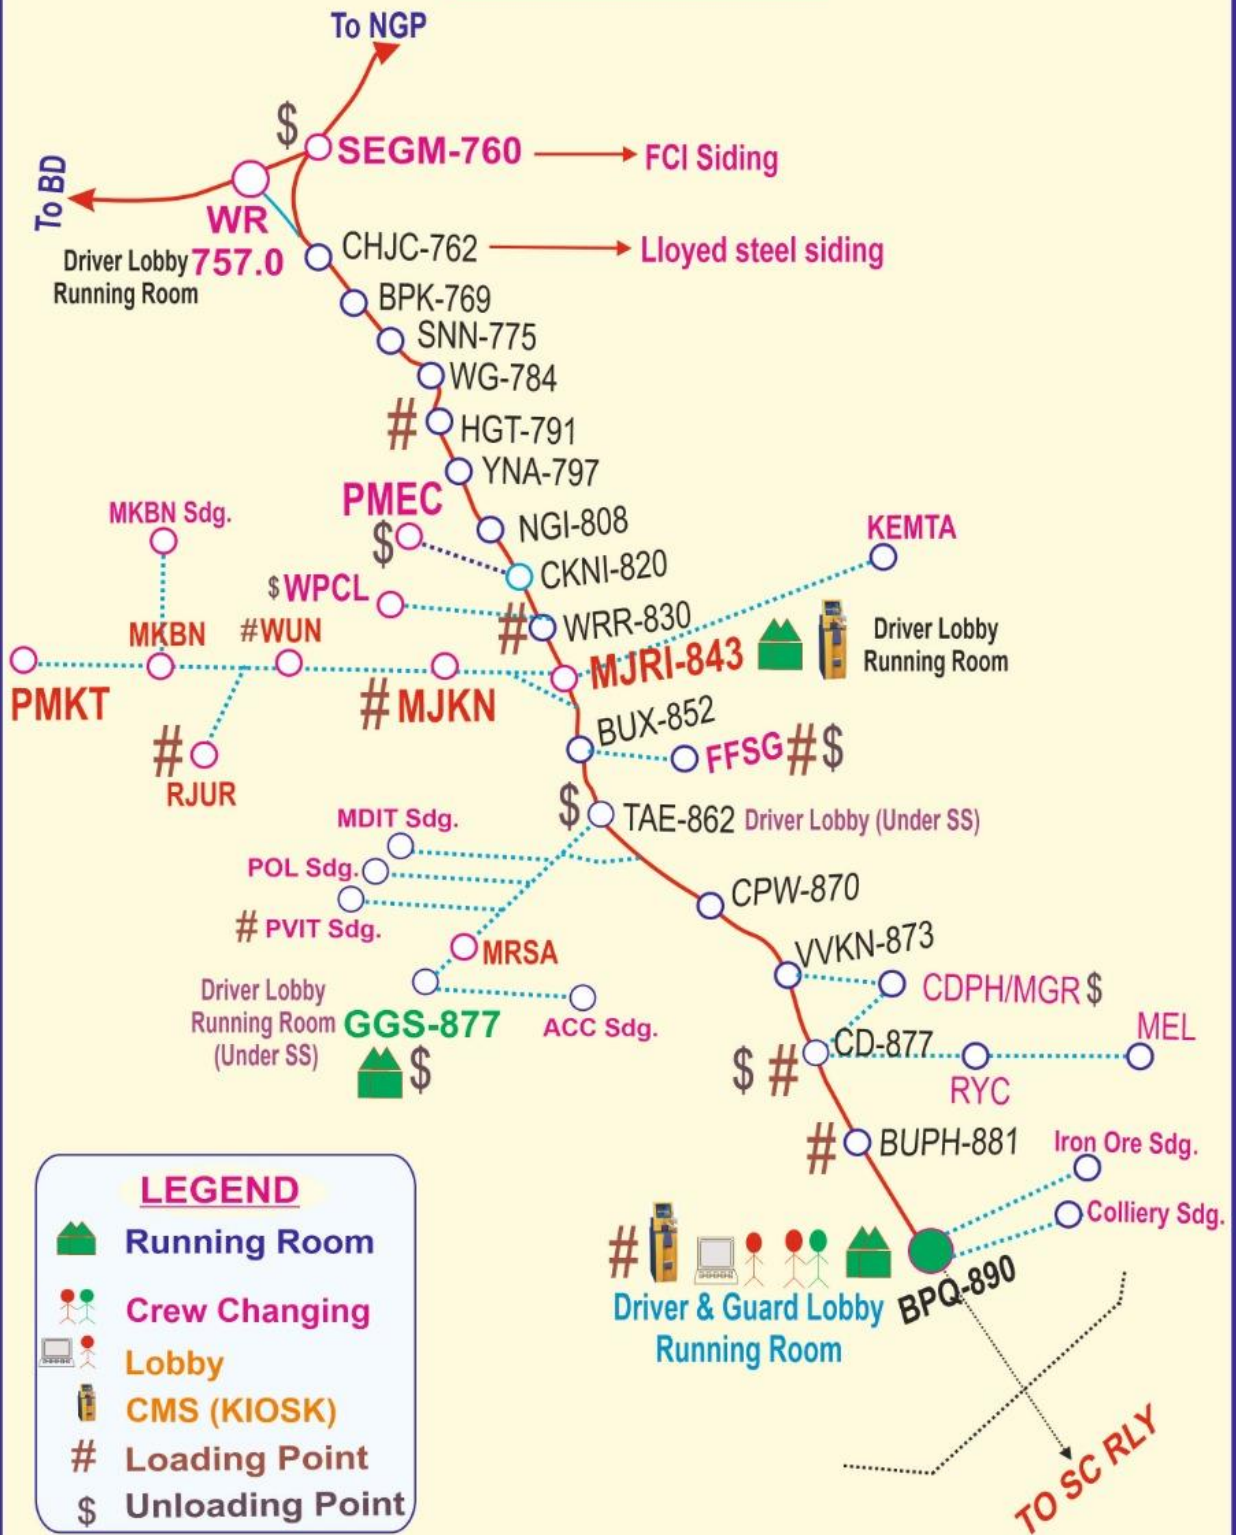 To NGP
$
SEGM-760
FCI Siding
To BD
WR
757.0
Driver Lobby
Running Room
CHJC-762
Lloyed steel siding
BPK-769
SNN-775
WG-784
#
HGT-791
YNA-797
PMEC
$
NGI-808
MKBN Sdg.
KEMTA
CKNI-820
$ WPCL
#
WRR-830
MKBN
#WUN
MJRI-843
Driver Lobby
Running Room
PMKT
# MJKN
BUX-852
#
RJUR
FFSG # $
$
TAE-862 Driver Lobby (Under SS)
MDIT Sdg.
POL Sdg.
# PVIT Sdg.
CPW-870
MRSA
VVKN-873
Driver Lobby
Running Room
(Under SS)
GGS-877
$
ACC Sdg.
CDPH/MGR $
MEL
$ #
CD-877
RYC
#
BUPH-881
Iron Ore Sdg.
Colliery Sdg.
#
BPQ-890
Driver & Guard Lobby
Running Room
TO SC RLY
LEGEND
Running Room
Crew Changing
Lobby
CMS (KIOSK)
# Loading Point
$ Unloading Point